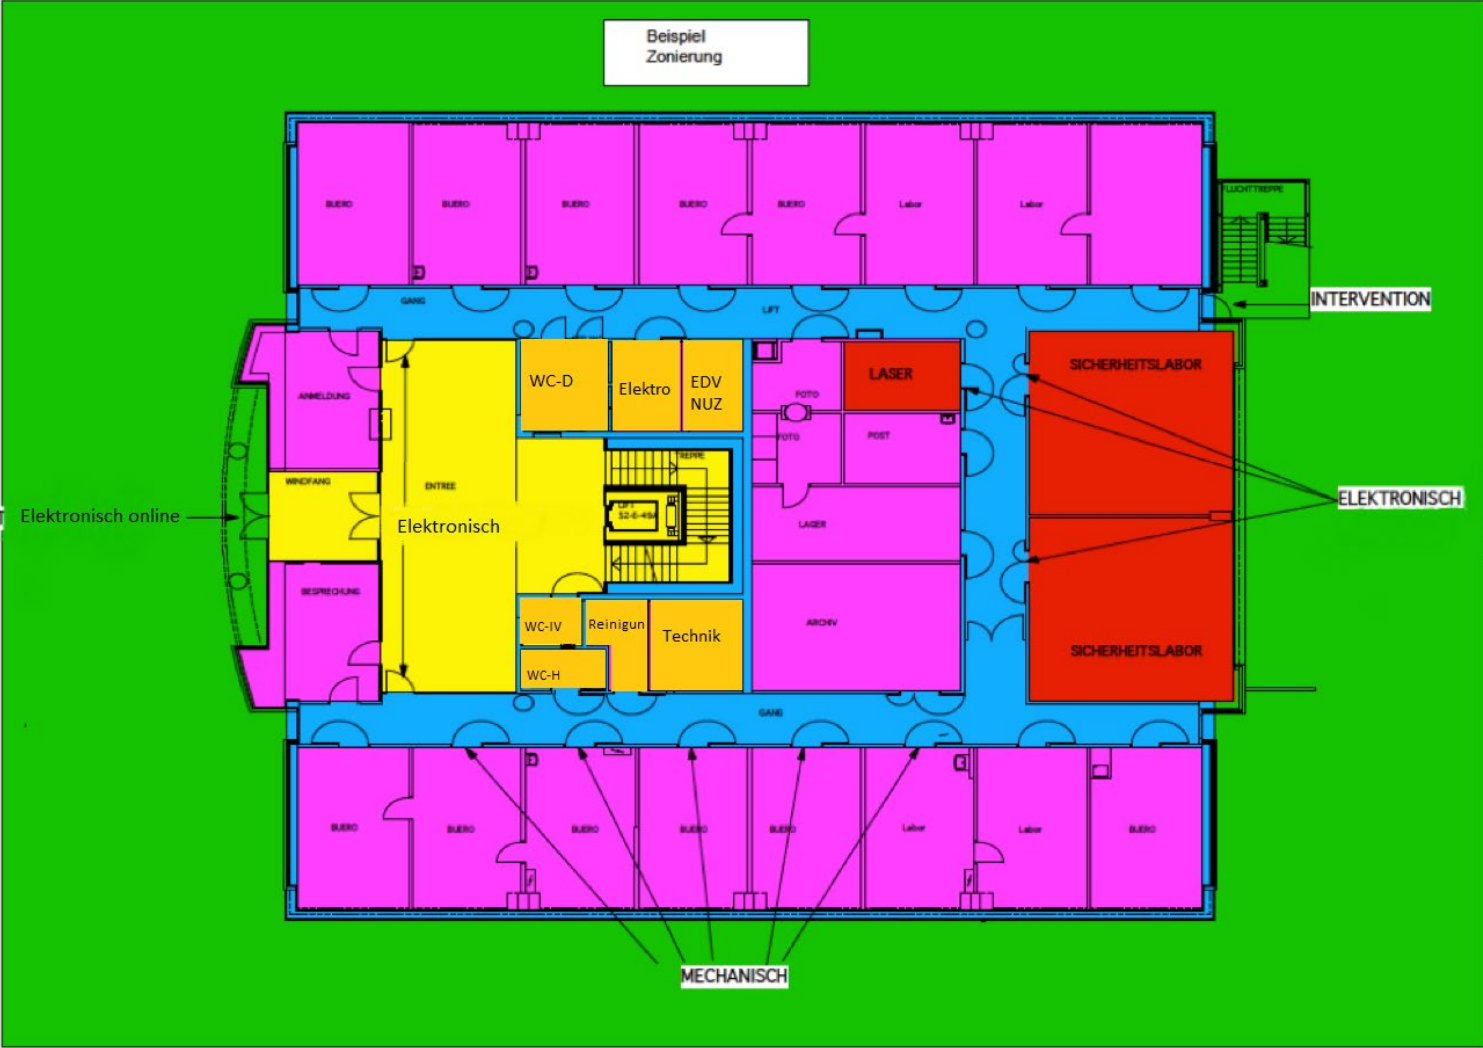 Beispiel
Zonierung
BUERO
BUERO
BUERO
BUERO
BUERO
Labor
Labor
FLUCHTTREPPE
GANG
LIFT
INTERVENTION
ANMELDUNG
WC-D
Elektro
EDV
NUZ
FOTO
LASER
SICHERHEITSLABOR
FOTO
POST
WINDFANG
ENTREE
TREPPE
Elektronisch online
Elektronisch
LIFT
LAGER
ELEKTRONISCH
BESPRECHUNG
WC-IV
Reinigun
Technik
ARCHIV
WC-H
SICHERHEITSLABOR
GANG
BUERO
BUERO
BUERO
BUERO
BUERO
Labor
Labor
BUERO
MECHANISCH